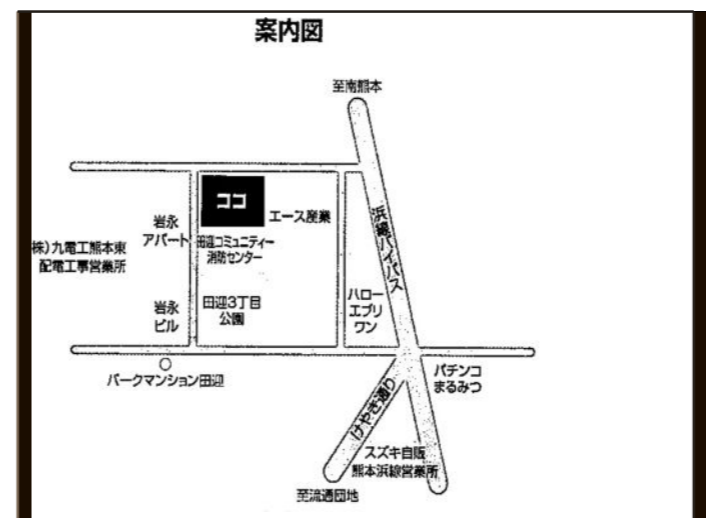 案内図
至南熊本
ココ
エース産業
浜線バイパス
岩永
アパート
田迎コミュニティー
消防センター
株)九電工熊本東
配電工事営業所
岩永
ビル
田迎3丁目
公園
ハロー
エブリ
ワン
パークマンション田迎
パチンコ
まるみつ
けやき通り
スズキ自販
熊本浜線営業所
至流通団地